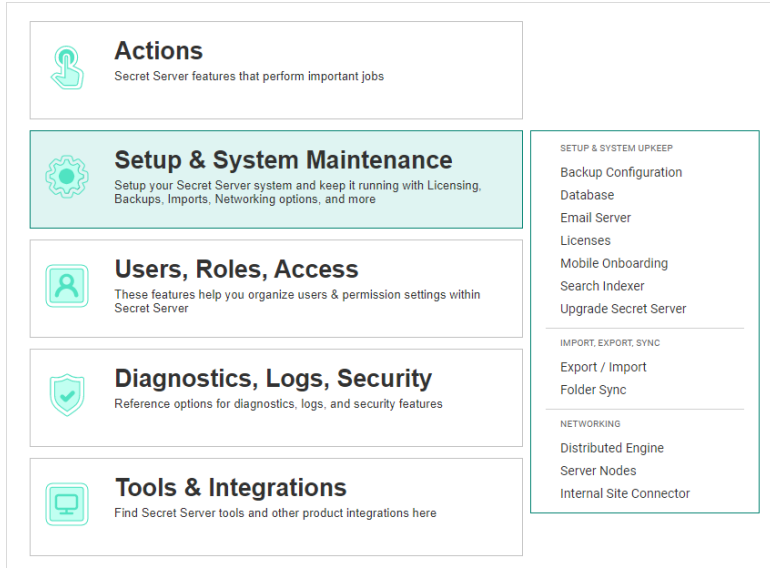 Actions
Secret Server features that perform important jobs
Setup & System Maintenance
Setup your Secret Server system and keep it running with Licensing,
Backups, Imports, Networking options, and more
Users, Roles, Access
These features help you organize users & permission settings within
Secret Server
Diagnostics, Logs, Security
Reference options for diagnostics, logs, and security features
Tools & Integrations
Find Secret Server tools and other product integrations here
SETUP & SYSTEM UPKEEP
Backup Configuration
Database
Email Server
Licenses
Mobile Onboarding
Search Indexer
Upgrade Secret Server
IMPORT, EXPORT, SYNC
Export / Import
Folder Sync
NETWORKING
Distributed Engine
Server Nodes
Internal Site Connector